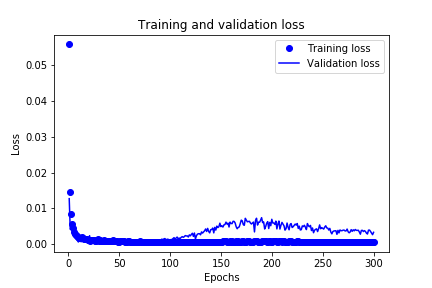 Training and validation loss
Training loss
Validation loss
0.05
0.04
0.03
0.02
0.01
0.00
Loss
0 50 100 150 200 250 300
Epochs